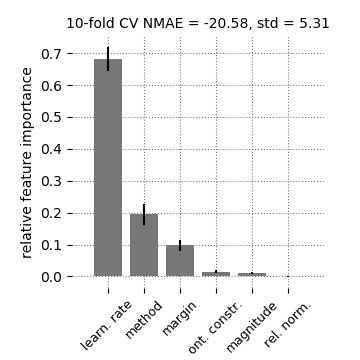 10-fold CV NMAE = -20.58, std = 5.31
relative feature importance
0.7
0.6
0.5
0.4
0.3
0.2
0.1
0.0
learn. rate
method
margin
ont. constr.
magnitude
rel. norm.